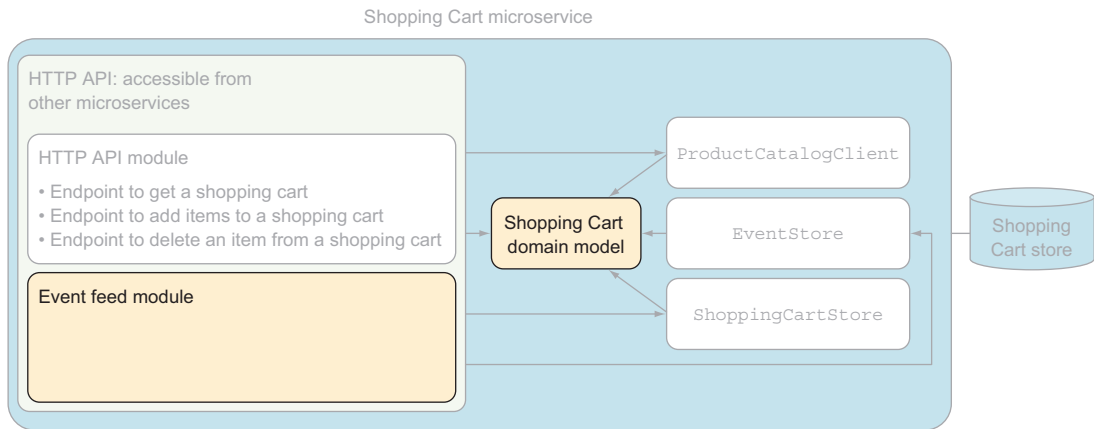 Shopping Cart microservice
HTTP API: accessible from
other microservices
HTTP API module
• Endpoint to get a shopping cart
• Endpoint to add items to a shopping cart
• Endpoint to delete an item from a shopping cart
Event feed module
Shopping Cart
domain model
ProductCatalogClient
EventStore
ShoppingCartStore
Shopping
Cart store